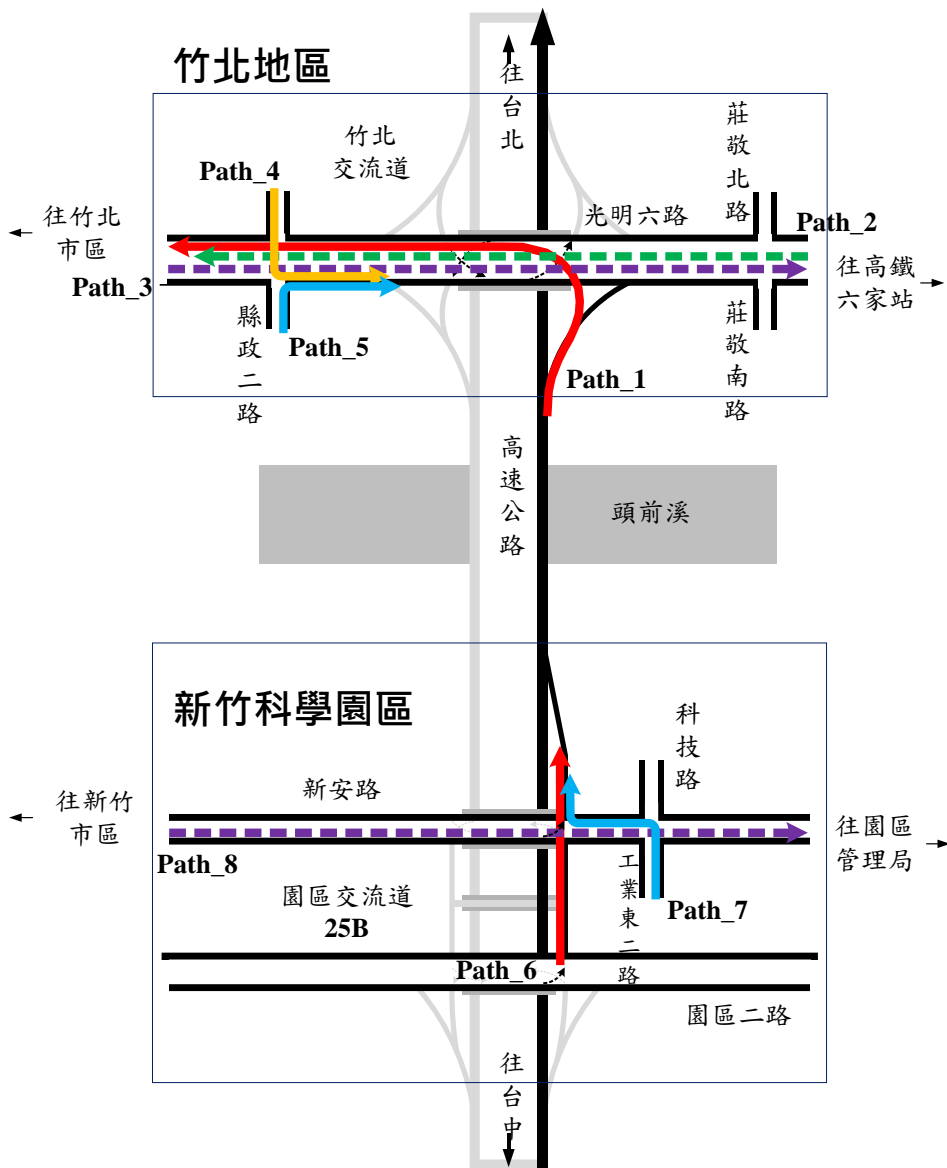 竹北地區
往台北
竹北
交流道
Path_4
莊敬北路
光明六路
Path_2
往竹北
市區
往高鐵
六家站
Path_3
縣政二路
Path_5
Path_1
莊敬南路
高速公路
頭前溪
新竹科學園區
科技路
新安路
往新竹
市區
往園區
管理局
Path_8
工業東二路
園區交流道
25B
Path_7
Path_6
園區二路
往台中